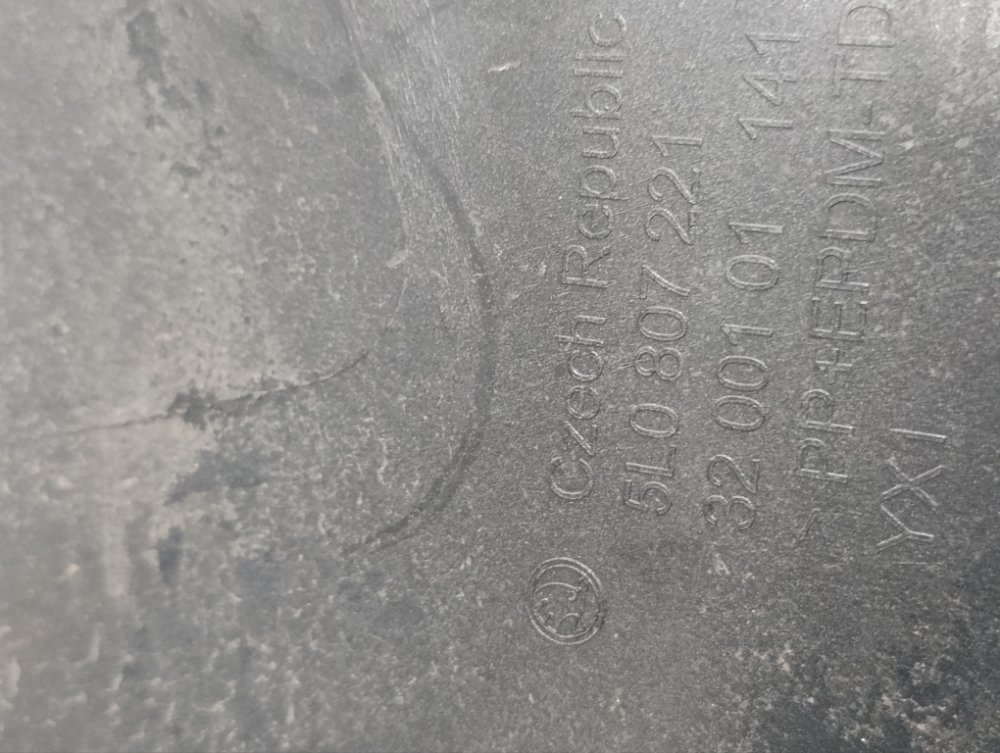 Czech Republic
5L0 807 221
32 001 01 141
>PP+EPDM-TD
YX1